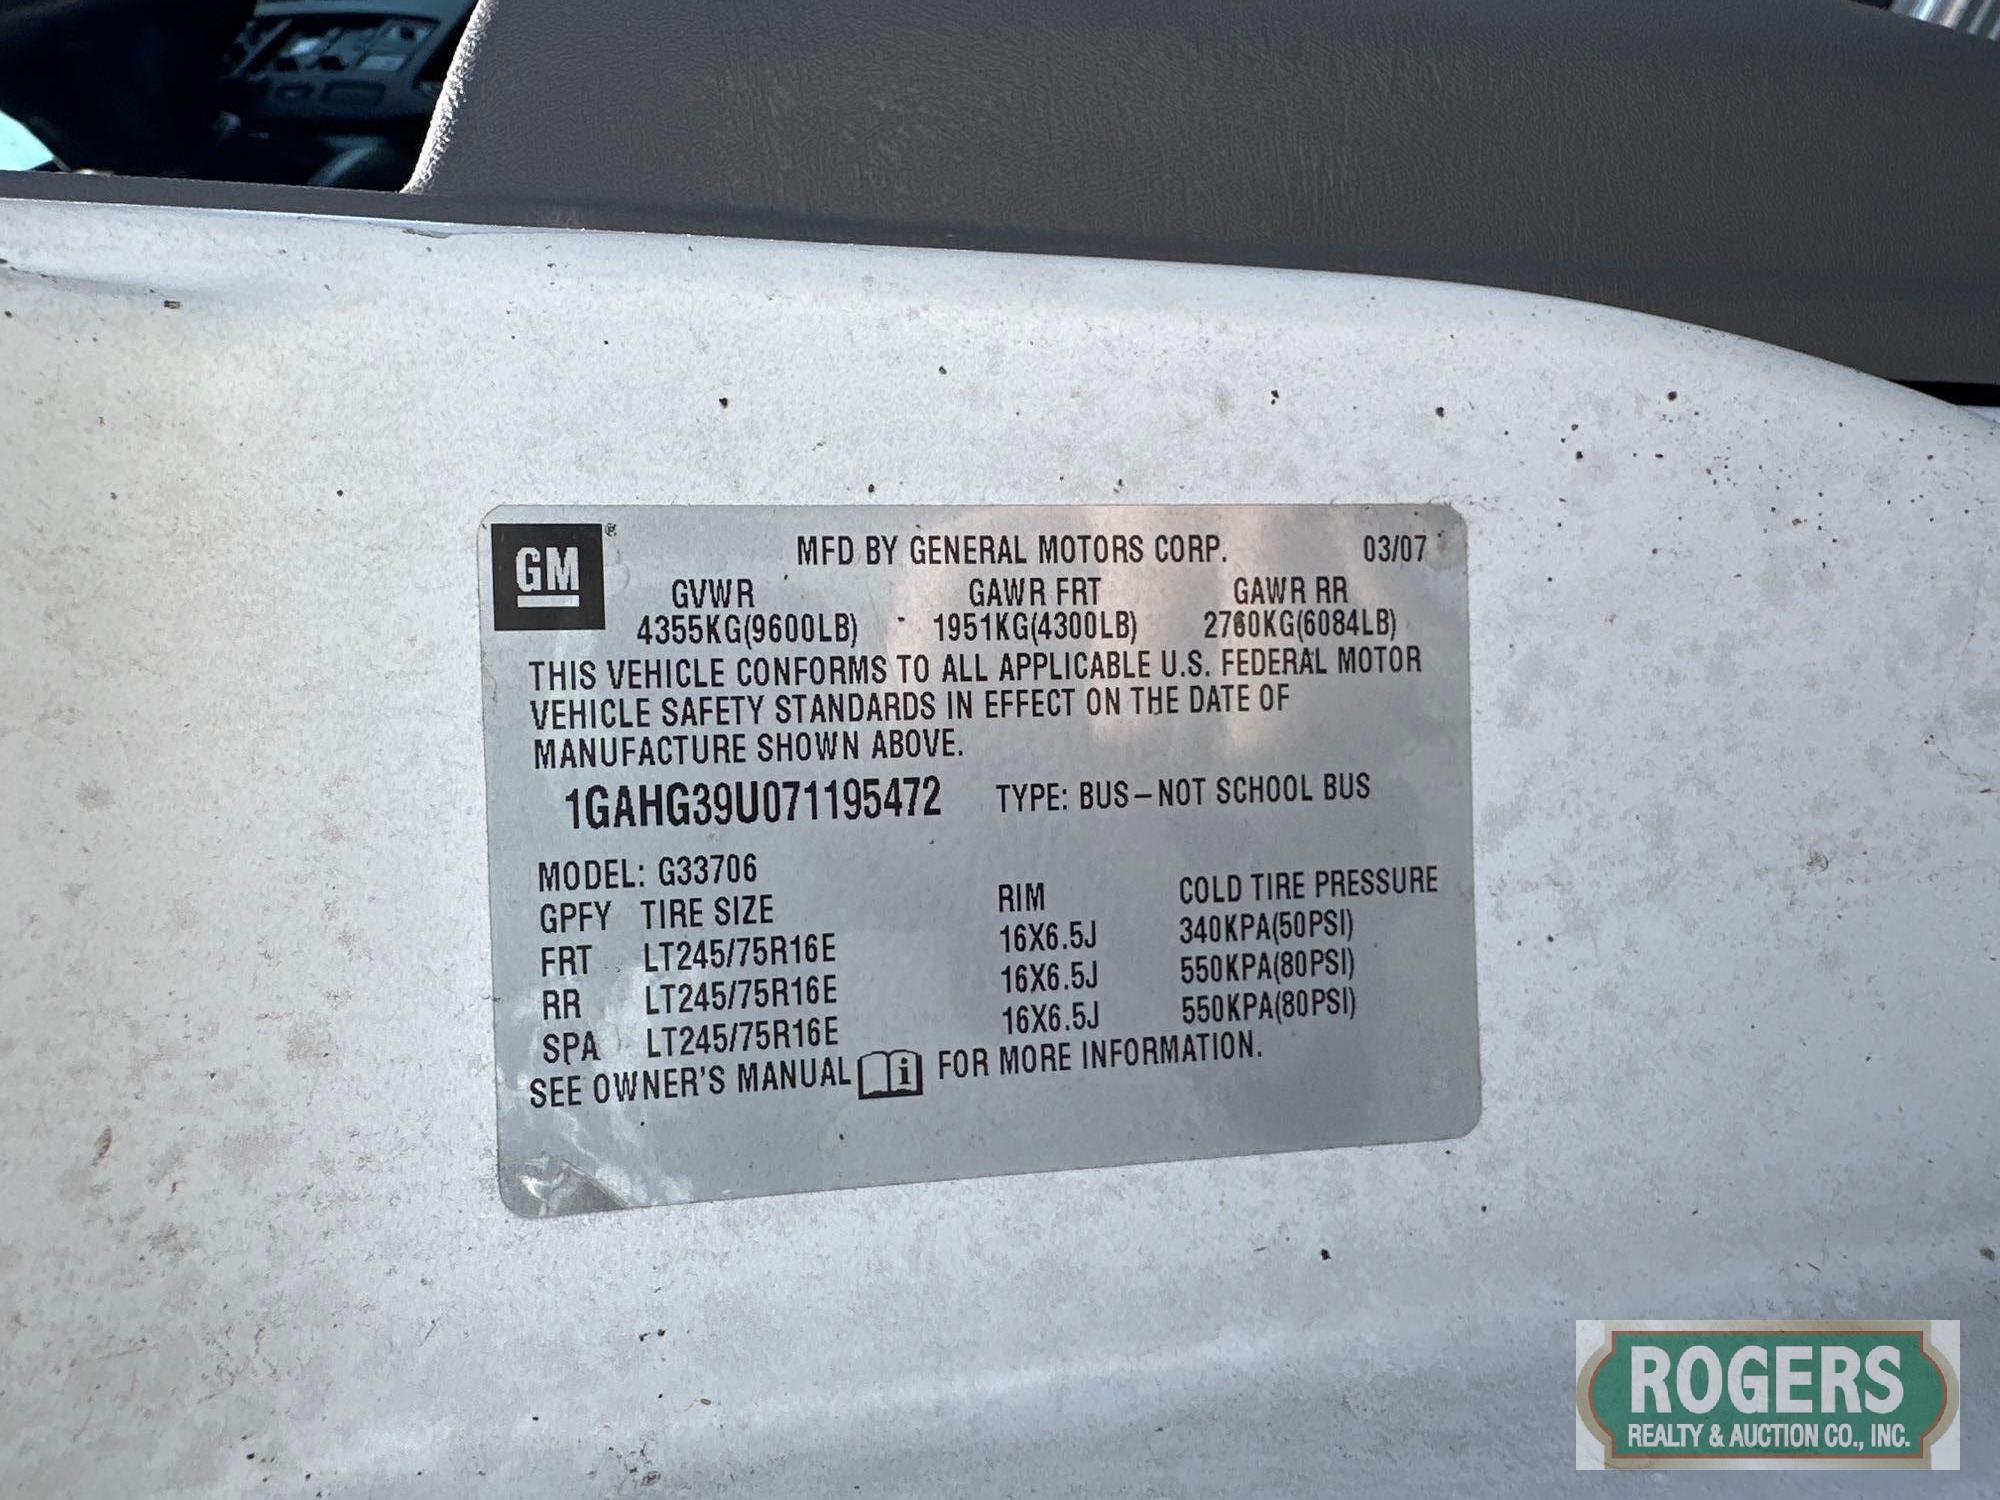 GM ® MFD BY GENERAL MOTORS CORP. 03/07
GVWR GAWR FRT GAWR RR
4355KG(9600LB) 1951KG(4300LB) 2760KG(6084LB)
THIS VEHICLE CONFORMS TO ALL APPLICABLE U.S. FEDERAL MOTOR
VEHICLE SAFETY STANDARDS IN EFFECT ON THE DATE OF
MANUFACTURE SHOWN ABOVE.
1GAHG39U071195472 TYPE: BUS–NOT SCHOOL BUS
MODEL: G33706
GPFY TIRE SIZE RIM COLD TIRE PRESSURE
FRT LT245/75R16E 16X6.5J 340KPA(50PSI)
RR LT245/75R16E 16X6.5J 550KPA(80PSI)
SPA LT245/75R16E 16X6.5J 550KPA(80PSI)
SEE OWNER'S MANUAL i FOR MORE INFORMATION.
ROGERS
REALTY & AUCTION CO., INC.